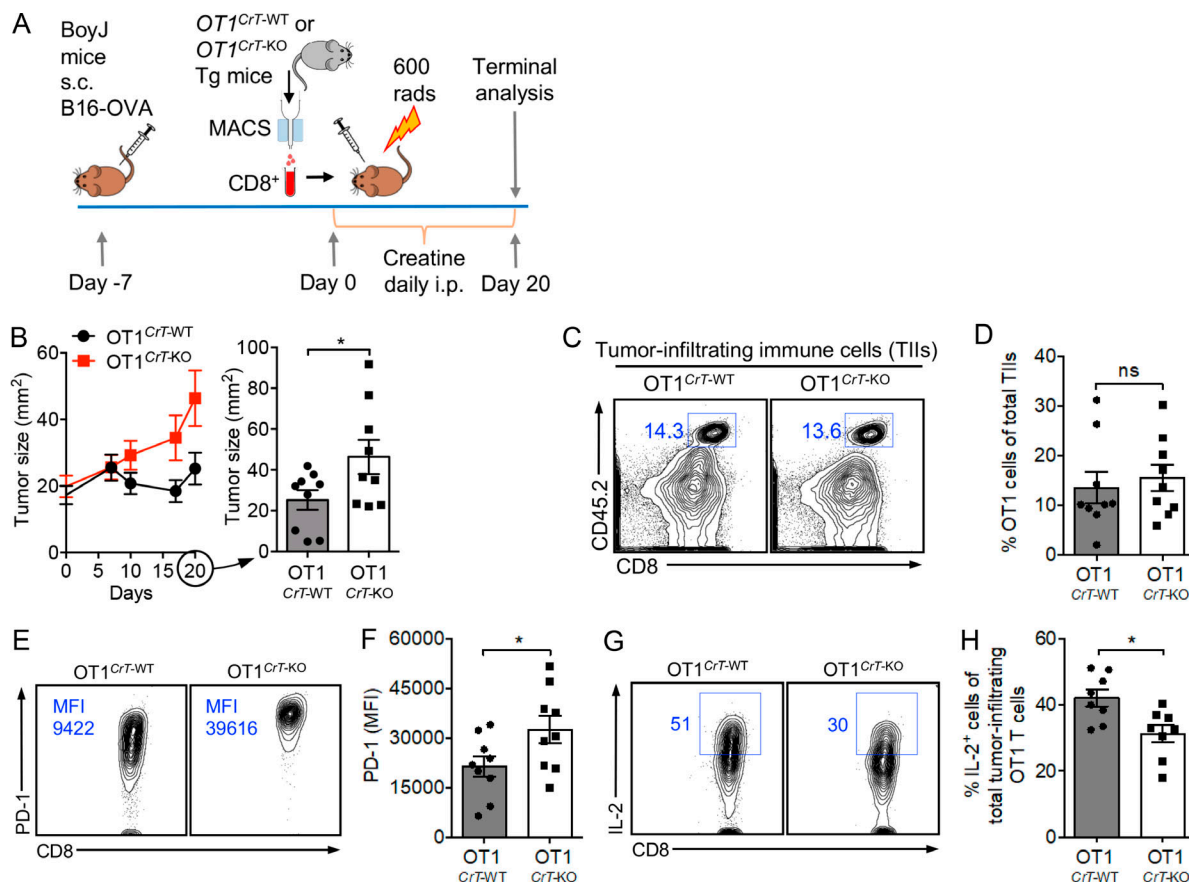 A
BoyJ
mice
s.c.
B16-OVA
OT1CrT-WT or
OT1CrT-KO
Tg mice
MACS
CD8+
600
rads
Terminal
analysis
Day -7
Day 0
Creatine
daily i.p.
Day 20
B
OT1CrT-WT
OT1CrT-KO
Tumor size (mm2)
60
40
20
0
0
5
10
15
20
Days
Tumor size (mm2)
100
80
60
40
20
0
*
OT1
CrT-WT
OT1
CrT-KO
C
Tumor-infiltrating immune cells (TIIs)
OT1CrT-WT
OT1CrT-KO
14.3
13.6
CD45.2
CD8
D
% OT1 cells of total TIIs
40
30
20
10
0
ns
OT1
CrT-WT
OT1
CrT-KO
E
OT1CrT-WT
OT1CrT-KO
MFI
9422
MFI
39616
PD-1
CD8
F
PD-1 (MFI)
60000
45000
30000
15000
0
*
OT1
CrT-WT
OT1
CrT-KO
G
OT1CrT-WT
OT1CrT-KO
51
30
IL-2
CD8
H
% IL-2+ cells of
total tumor-infiltrating
OT1 T cells
60
40
20
0
*
OT1
CrT-WT
OT1
CrT-KO